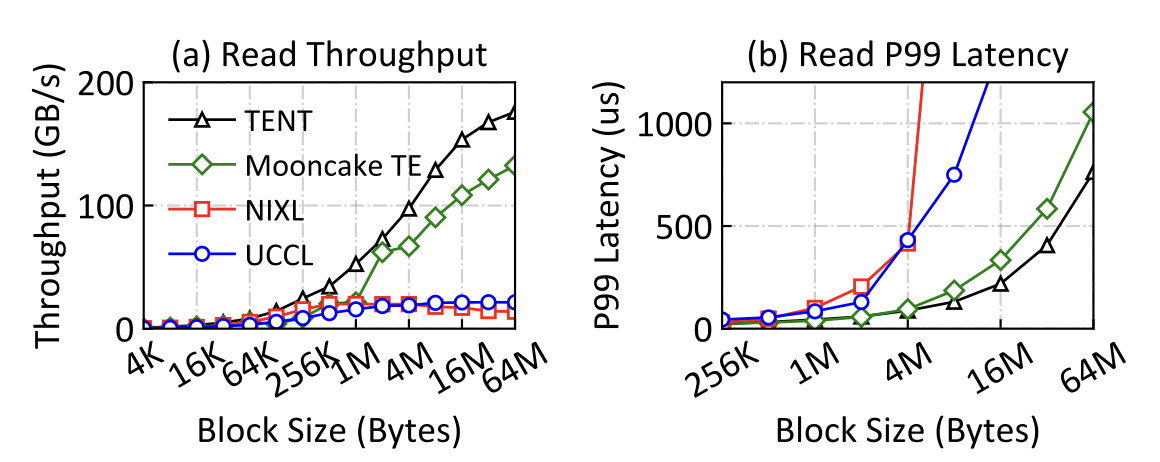 (a) Read Throughput
Throughput (GB/s)
200
100
0
TENT
Mooncake TE
NIXL
UCCL
4K 16K 64K 256K 1M 4M 16M 64M
Block Size (Bytes)
(b) Read P99 Latency
P99 Latency (us)
1000
500
0
256K 1M 4M 16M 64M
Block Size (Bytes)